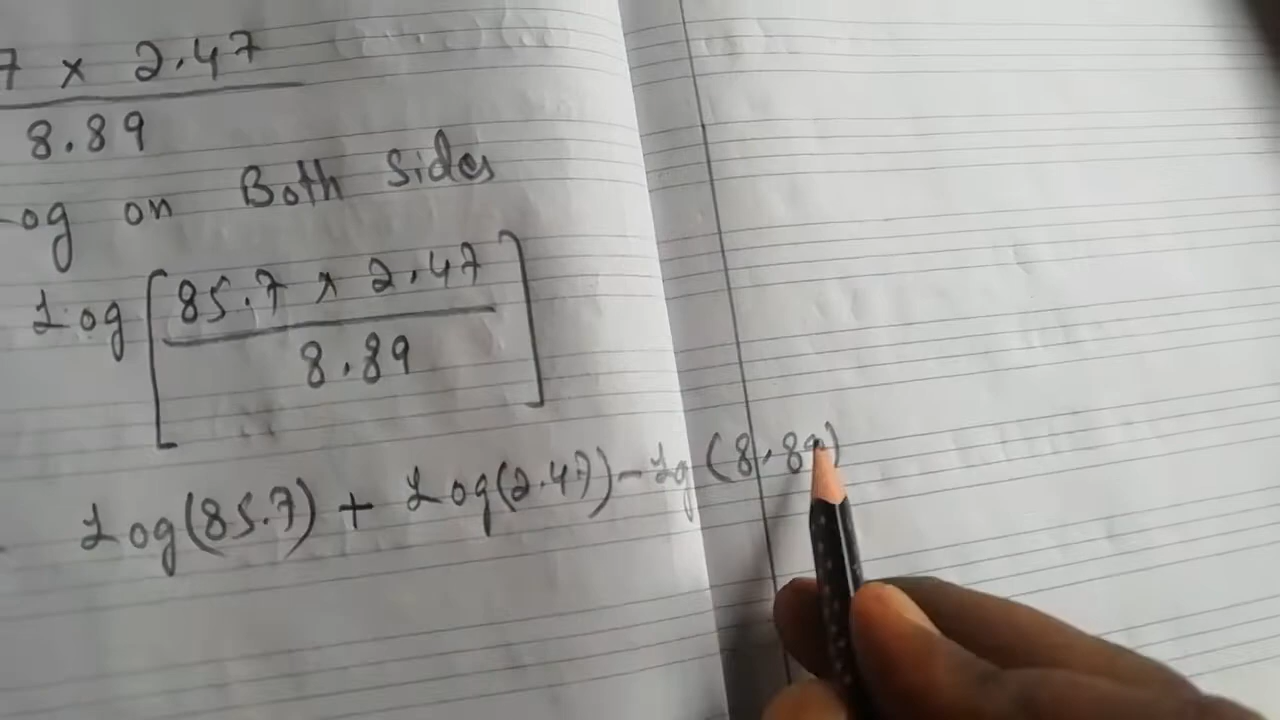 7 x 2.47
8.89
og on Both Sides
Log [ 85.7 x 2.47
8.89 ]
Log(85.7) + Log(2.47) - Lg (8.89)